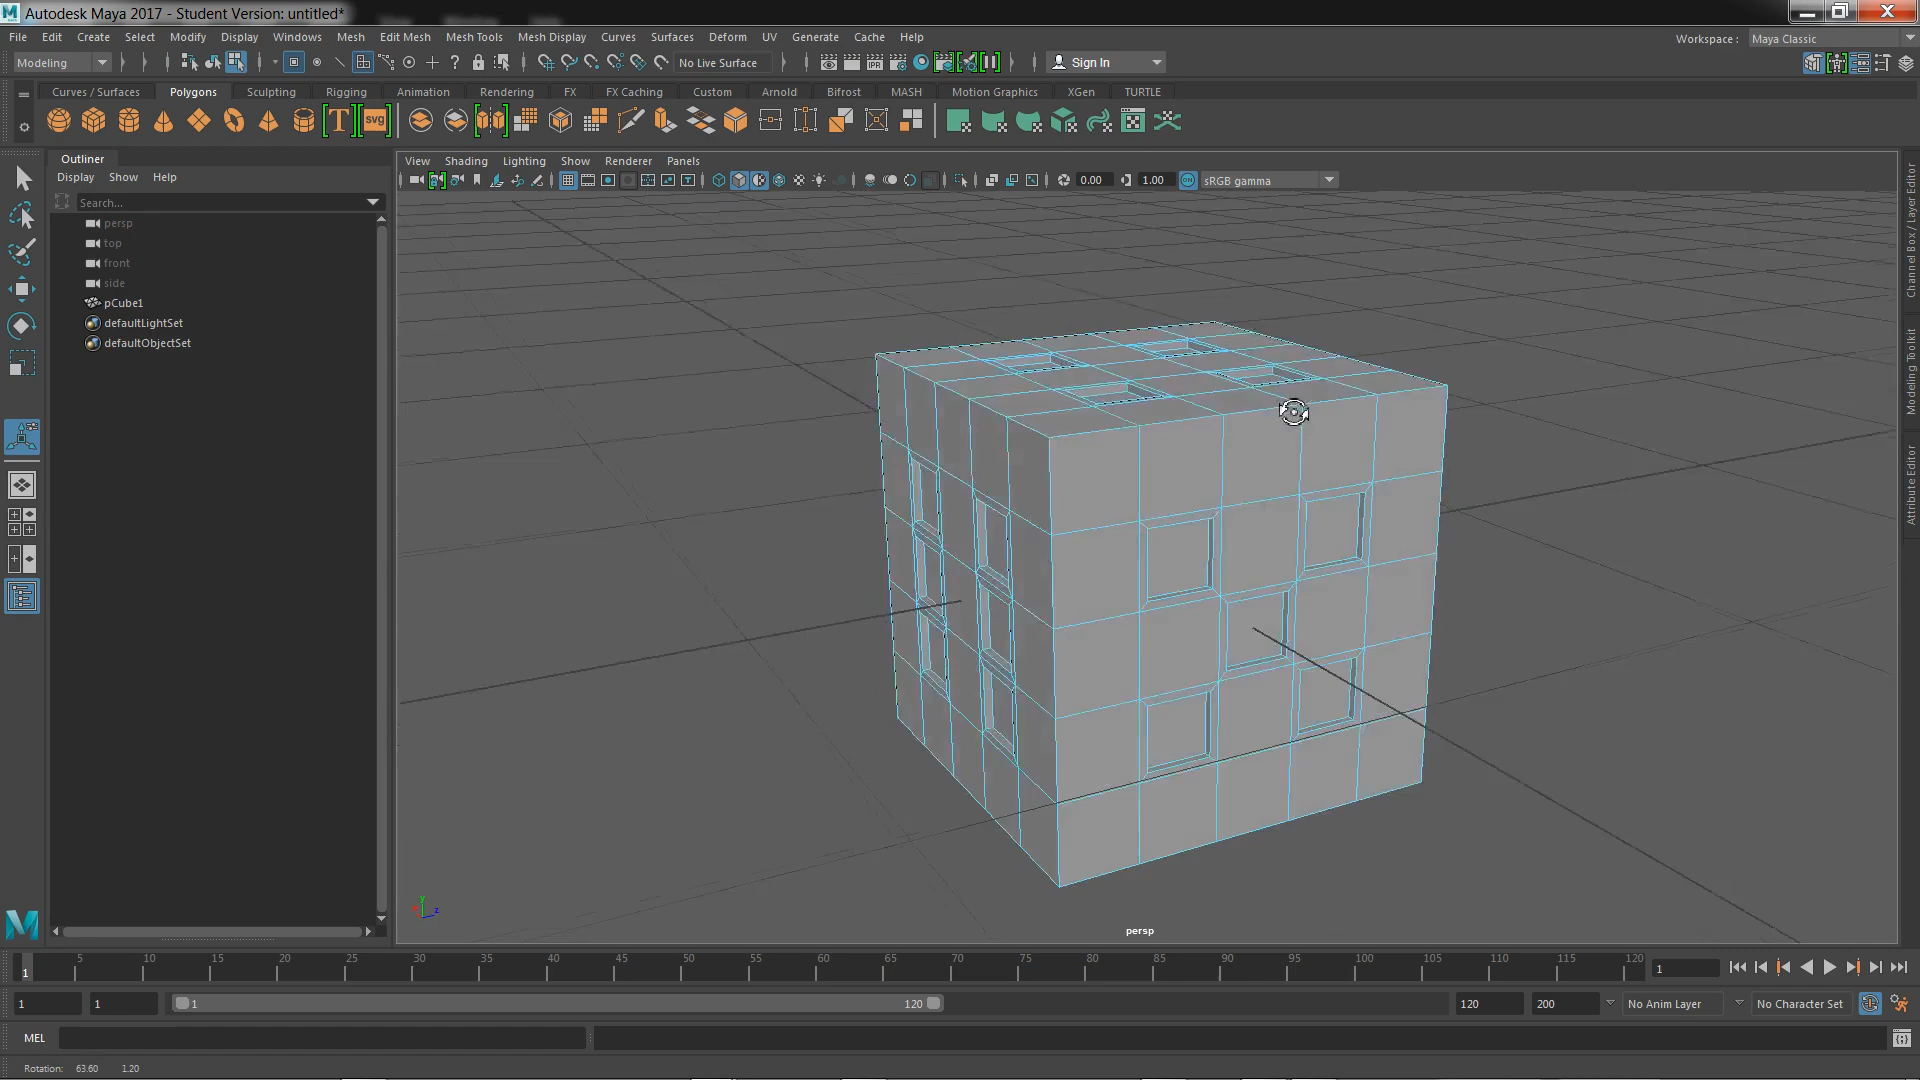 Autodesk Maya 2017 - Student Version: untitled*
File Edit Create Select Modify Display Windows Mesh Edit Mesh Mesh Tools Mesh Display Curves Surfaces Deform UV Generate Cache Help
Workspace : Maya Classic
Modeling
No Live Surface
IPR
Sign In
Curves / Surfaces Polygons Sculpting Rigging Animation Rendering FX FX Caching Custom Arnold Bifrost MASH Motion Graphics XGen TURTLE
T
SVG
Outliner
Display Show Help
Search...
persp
top
front
side
pCube1
defaultLightSet
defaultObjectSet
View Shading Lighting Show Renderer Panels
0.00
1.00
ON
sRGB gamma
Channel Box / Layer Editor
Modeling Toolkit
Attribute Editor
y
z
persp
5 10 15 20 25 30 35 40 45 50 55 60 65 70 75 80 85 90 95 100 105 110 115 120
1
1
1 1 1 120 120 200 No Anim Layer No Character Set
MEL
Rotation: 63.60 1.20